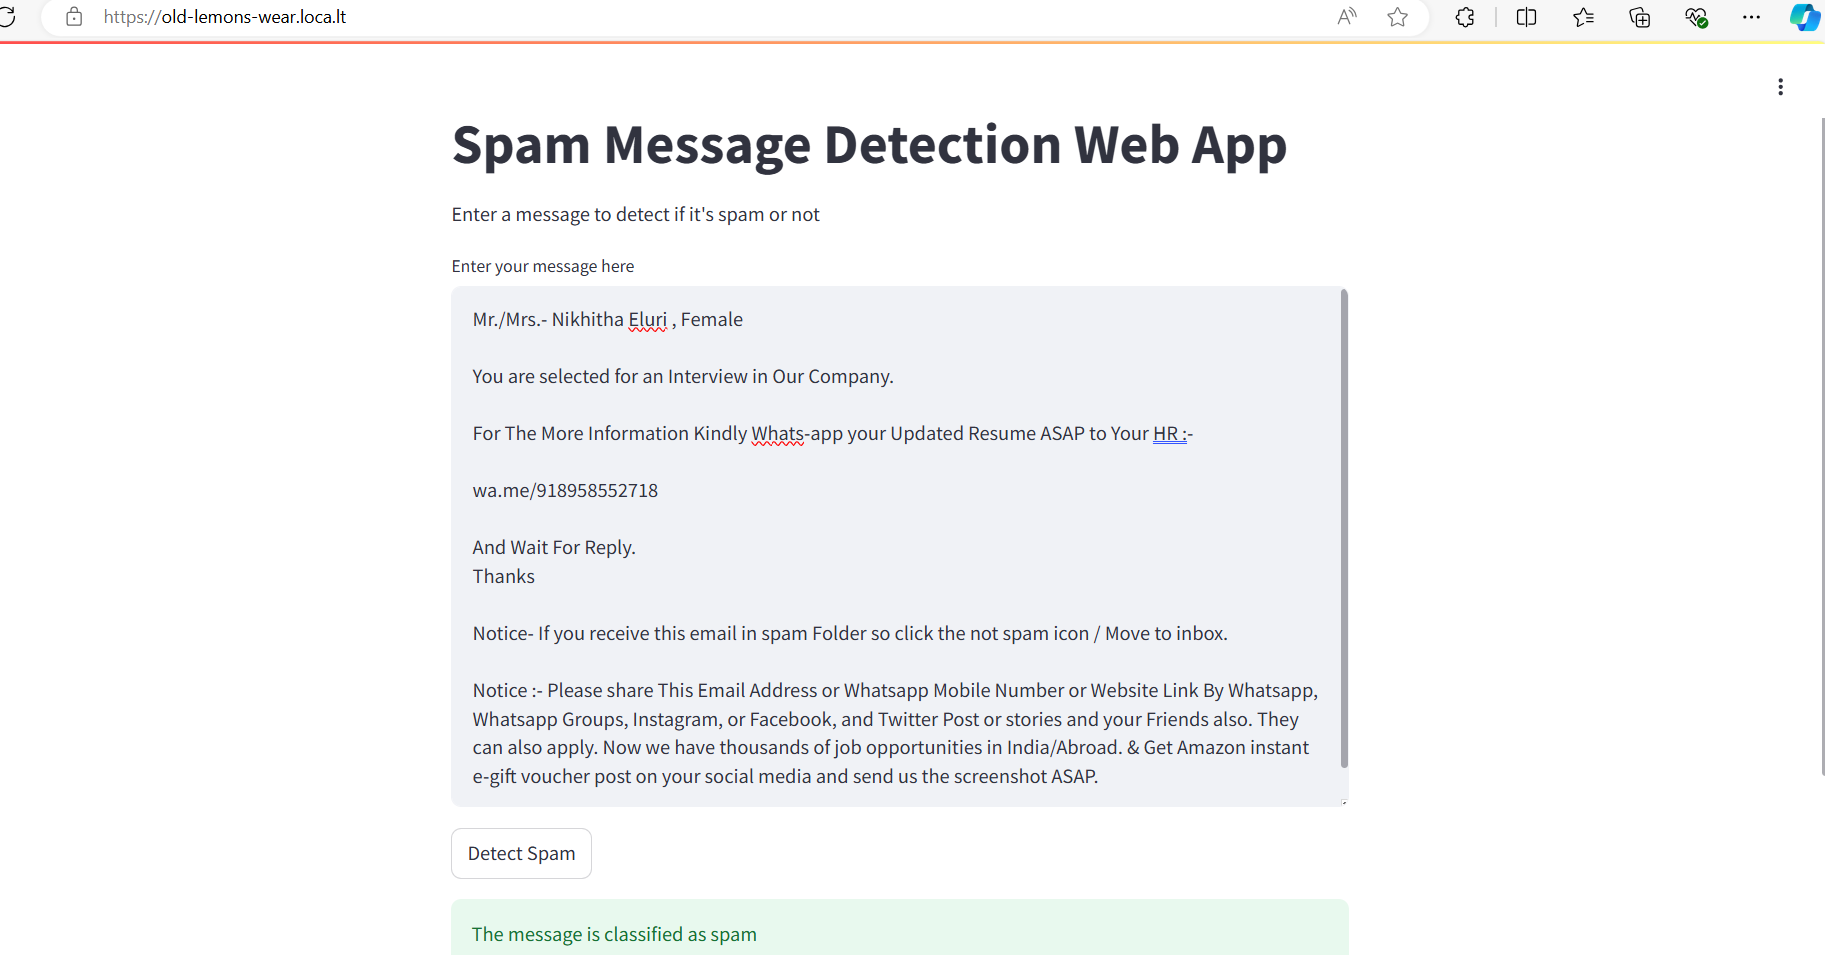 https://old-lemons-wear.loca.lt
Spam Message Detection Web App
Enter a message to detect if it's spam or not
Enter your message here
Mr./Mrs.- Nikhitha Eluri , Female
You are selected for an Interview in Our Company.
For The More Information Kindly Whats-app your Updated Resume ASAP to Your HR :-
wa.me/918958552718
And Wait For Reply.
Thanks
Notice- If you receive this email in spam Folder so click the not spam icon / Move to inbox.
Notice :- Please share This Email Address or Whatsapp Mobile Number or Website Link By Whatsapp,
Whatsapp Groups, Instagram, or Facebook, and Twitter Post or stories and your Friends also. They
can also apply. Now we have thousands of job opportunities in India/Abroad. & Get Amazon instant
e-gift voucher post on your social media and send us the screenshot ASAP.
Detect Spam
The message is classified as spam